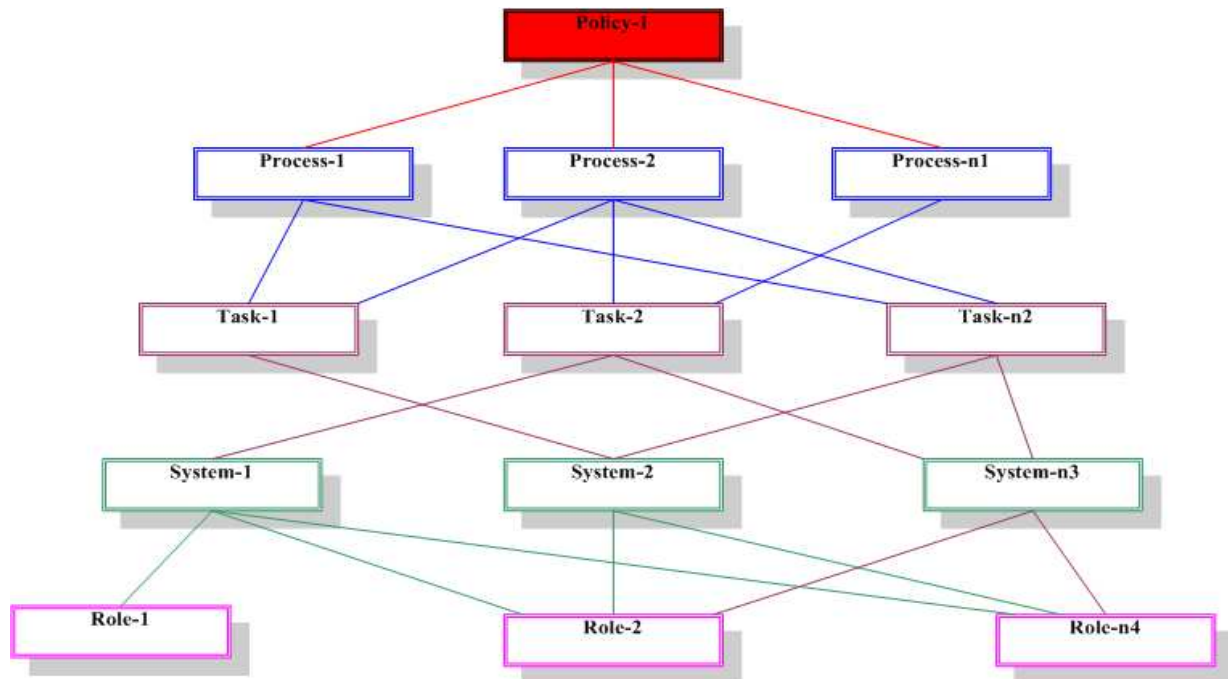 Policy-1
Process-1
Process-2
Process-n1
Task-1
Task-2
Task-n2
System-1
System-2
System-n3
Role-1
Role-2
Role-n4